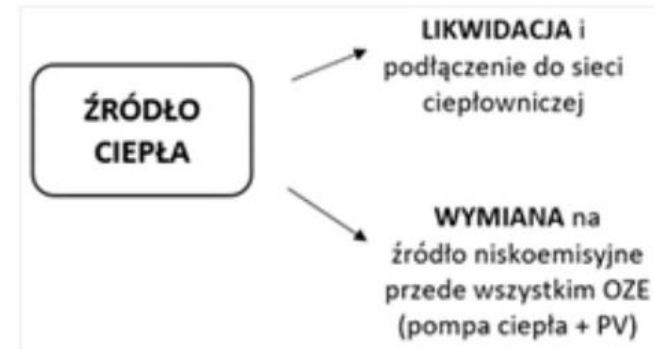 ŹRÓDŁO
CIEPŁA
LIKWIDACJA i
podłączenie do sieci
ciepłowniczej
WYMIANA na
źródło niskoemisyjne
przede wszystkim OZE
(pompa ciepła + PV)